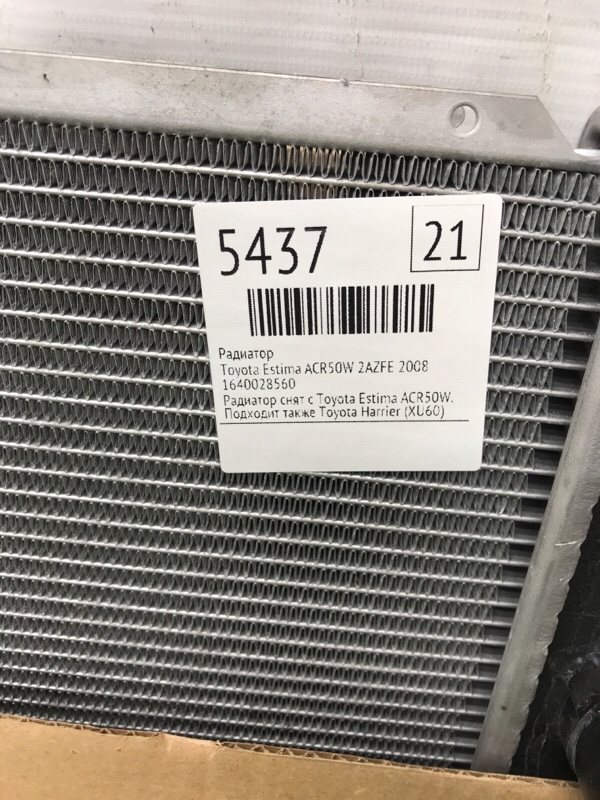 5437
21
Радиатор
Toyota Estima ACR50W 2AZFE 2008
1640028560
Радиатор снят с Toyota Estima ACR50W.
Подходит также Toyota Harrier (XU60)